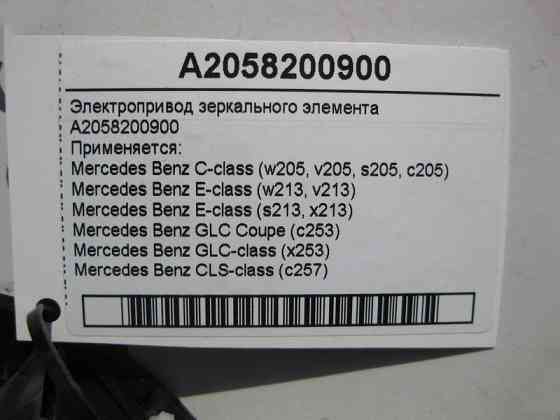 A2058200900
Электропривод зеркального элемента
A2058200900
Применяется:
Mercedes Benz C-class (w205, v205, s205, c205)
Mercedes Benz E-class (w213, v213)
Mercedes Benz E-class (s213, x213)
Mercedes Benz GLC Coupe (c253)
Mercedes Benz GLC-class (x253)
Mercedes Benz CLS-class (c257)